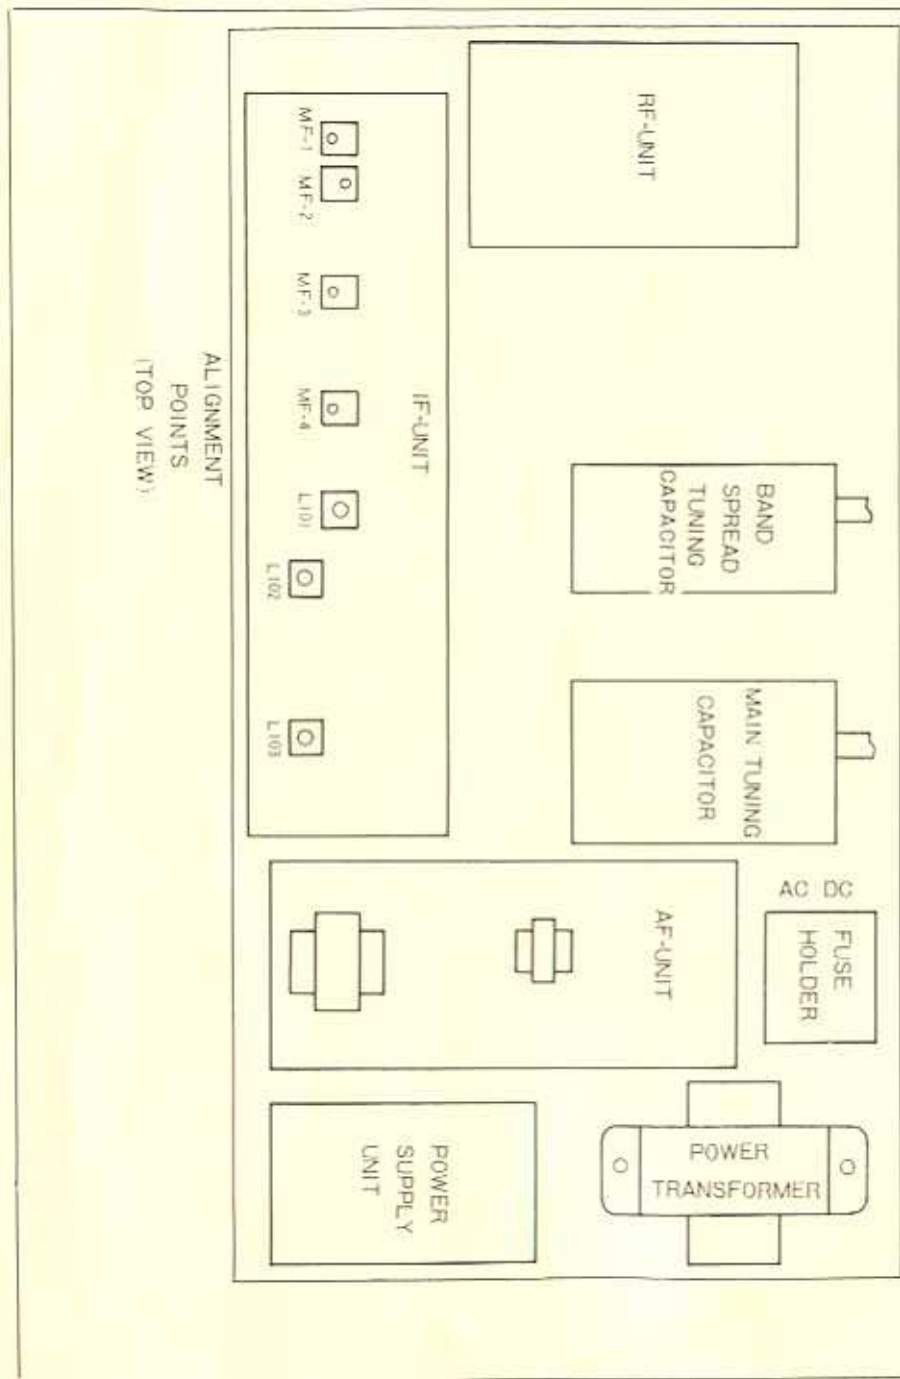 RF-UNIT
MF-1
MF-2
MF-3
MF-4
L101
L102
L103
IF-UNIT
BAND
SPREAD
TUNING
CAPACITOR
MAIN TUNING
CAPACITOR
AC DC
FUSE
HOLDER
AF-UNIT
POWER
TRANSFORMER
POWER
SUPPLY
UNIT
ALIGNMENT
POINTS
(TOP VIEW)